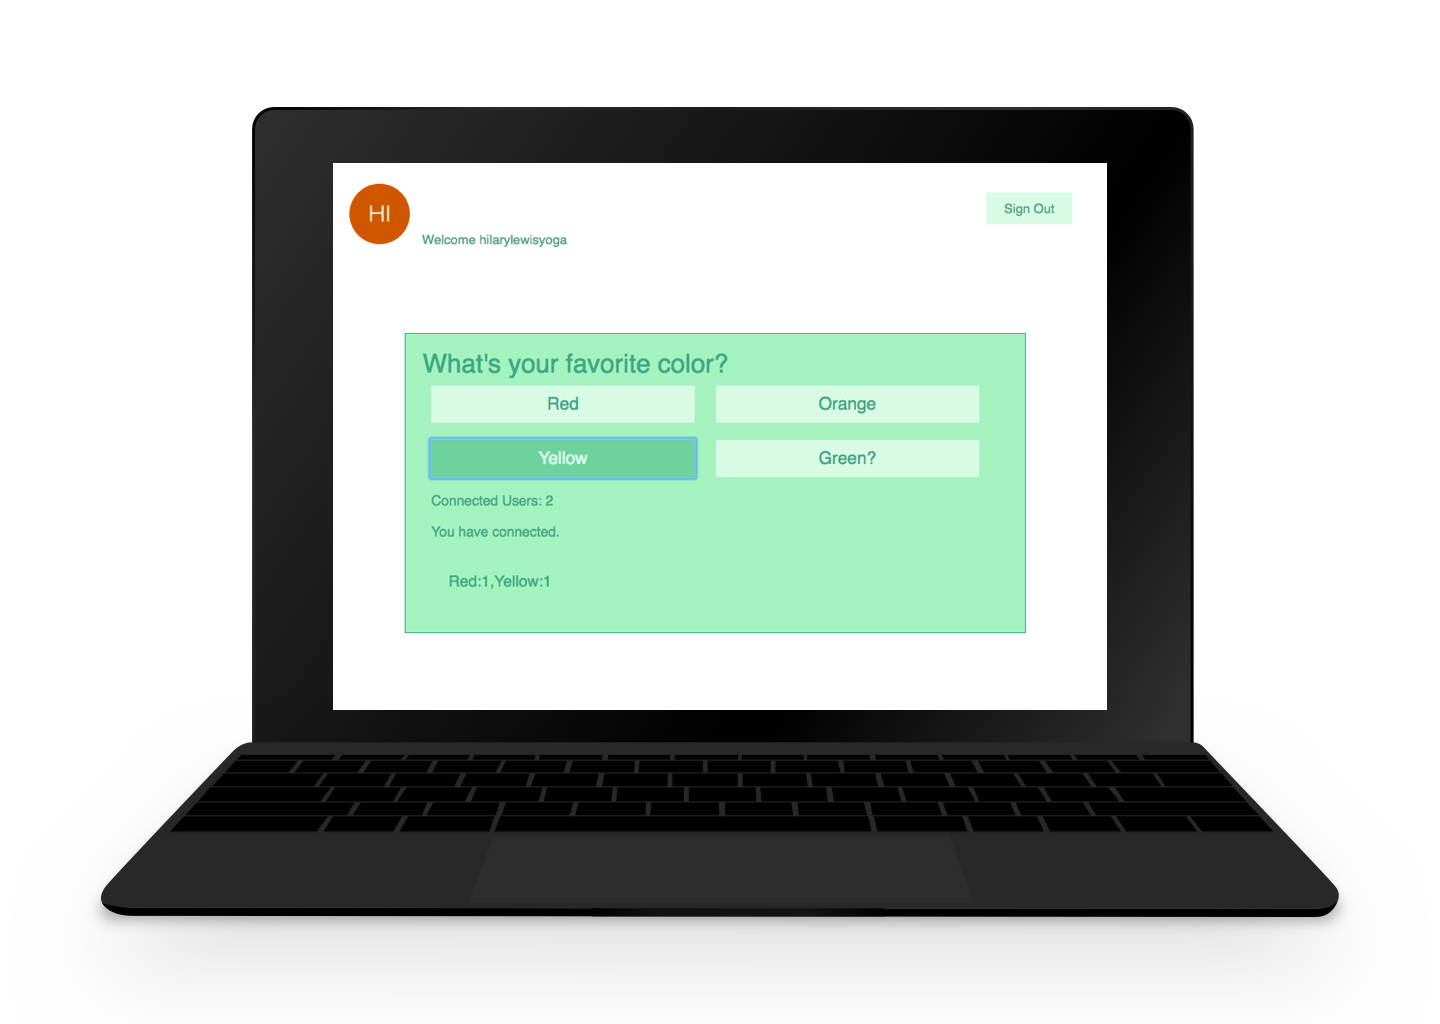 HI
Sign Out
Welcome hilarylewisyoga
What's your favorite color?
Red
Orange
Yellow
Green?
Connected Users: 2
You have connected.
Red:1,Yellow:1